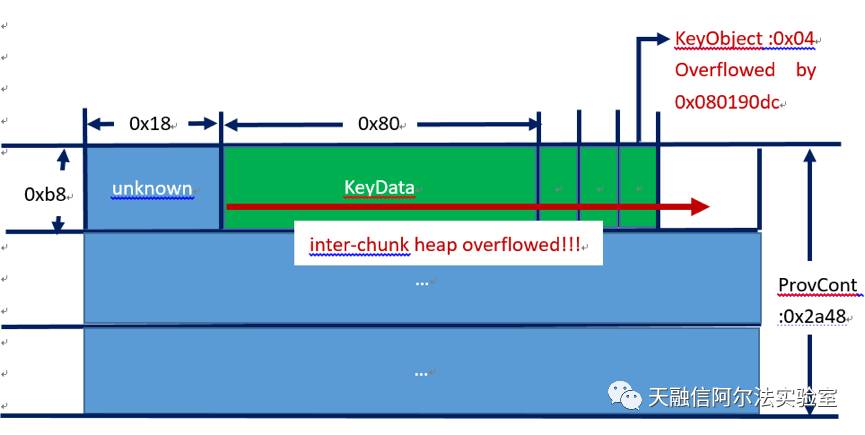 KeyObject :0x04
Overflowed by
0x080190dc
0x18
0x80
0xb8
unknown
KeyData
inter-chunk heap overflowed!!!
...
ProvCont
:0x2a48
...
天融信阿尔法实验室